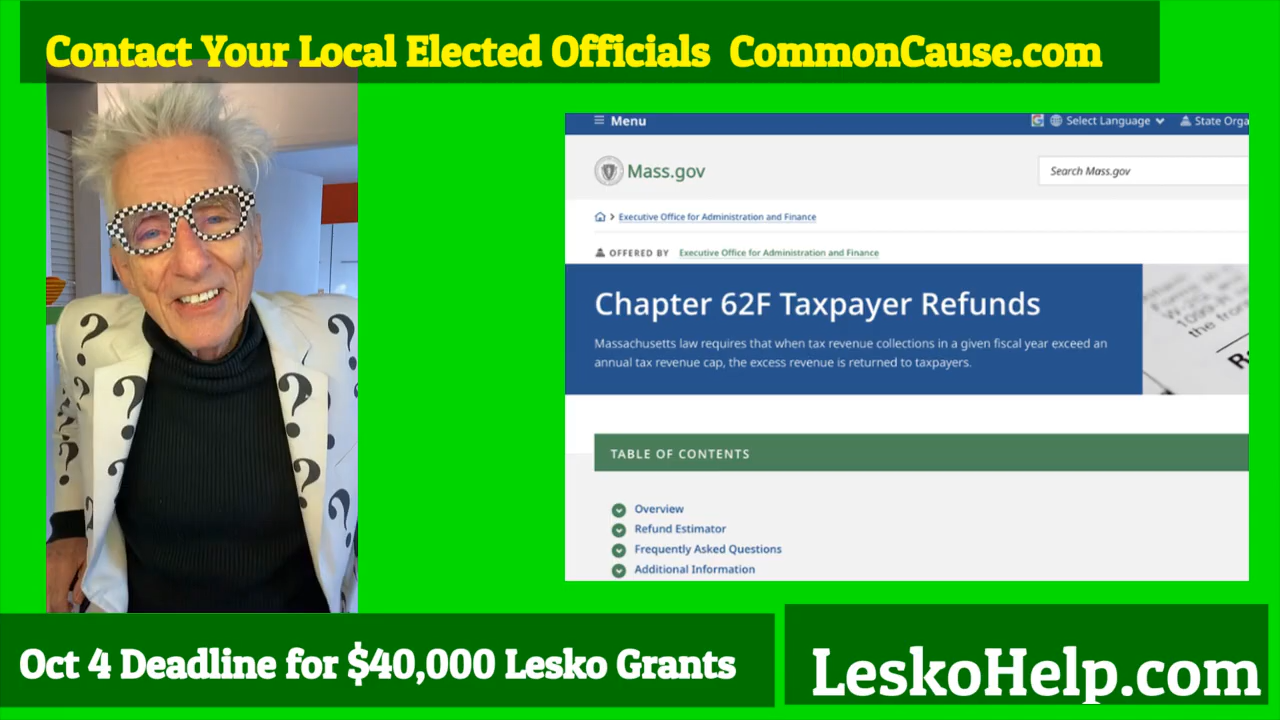 Contact Your Local Elected Officials CommonCause.com
Menu
Select Language
State Orga
Mass.gov
Search Mass.gov
Executive Office for Administration and Finance
OFFERED BY Executive Office for Administration and Finance
Chapter 62F Taxpayer Refunds
Massachusetts law requires that when tax revenue collections in a given fiscal year exceed an
annual tax revenue cap, the excess revenue is returned to taxpayers.
TABLE OF CONTENTS
Overview
Refund Estimator
Frequently Asked Questions
Additional Information
Oct 4 Deadline for $40,000 Lesko Grants
LeskoHelp.com